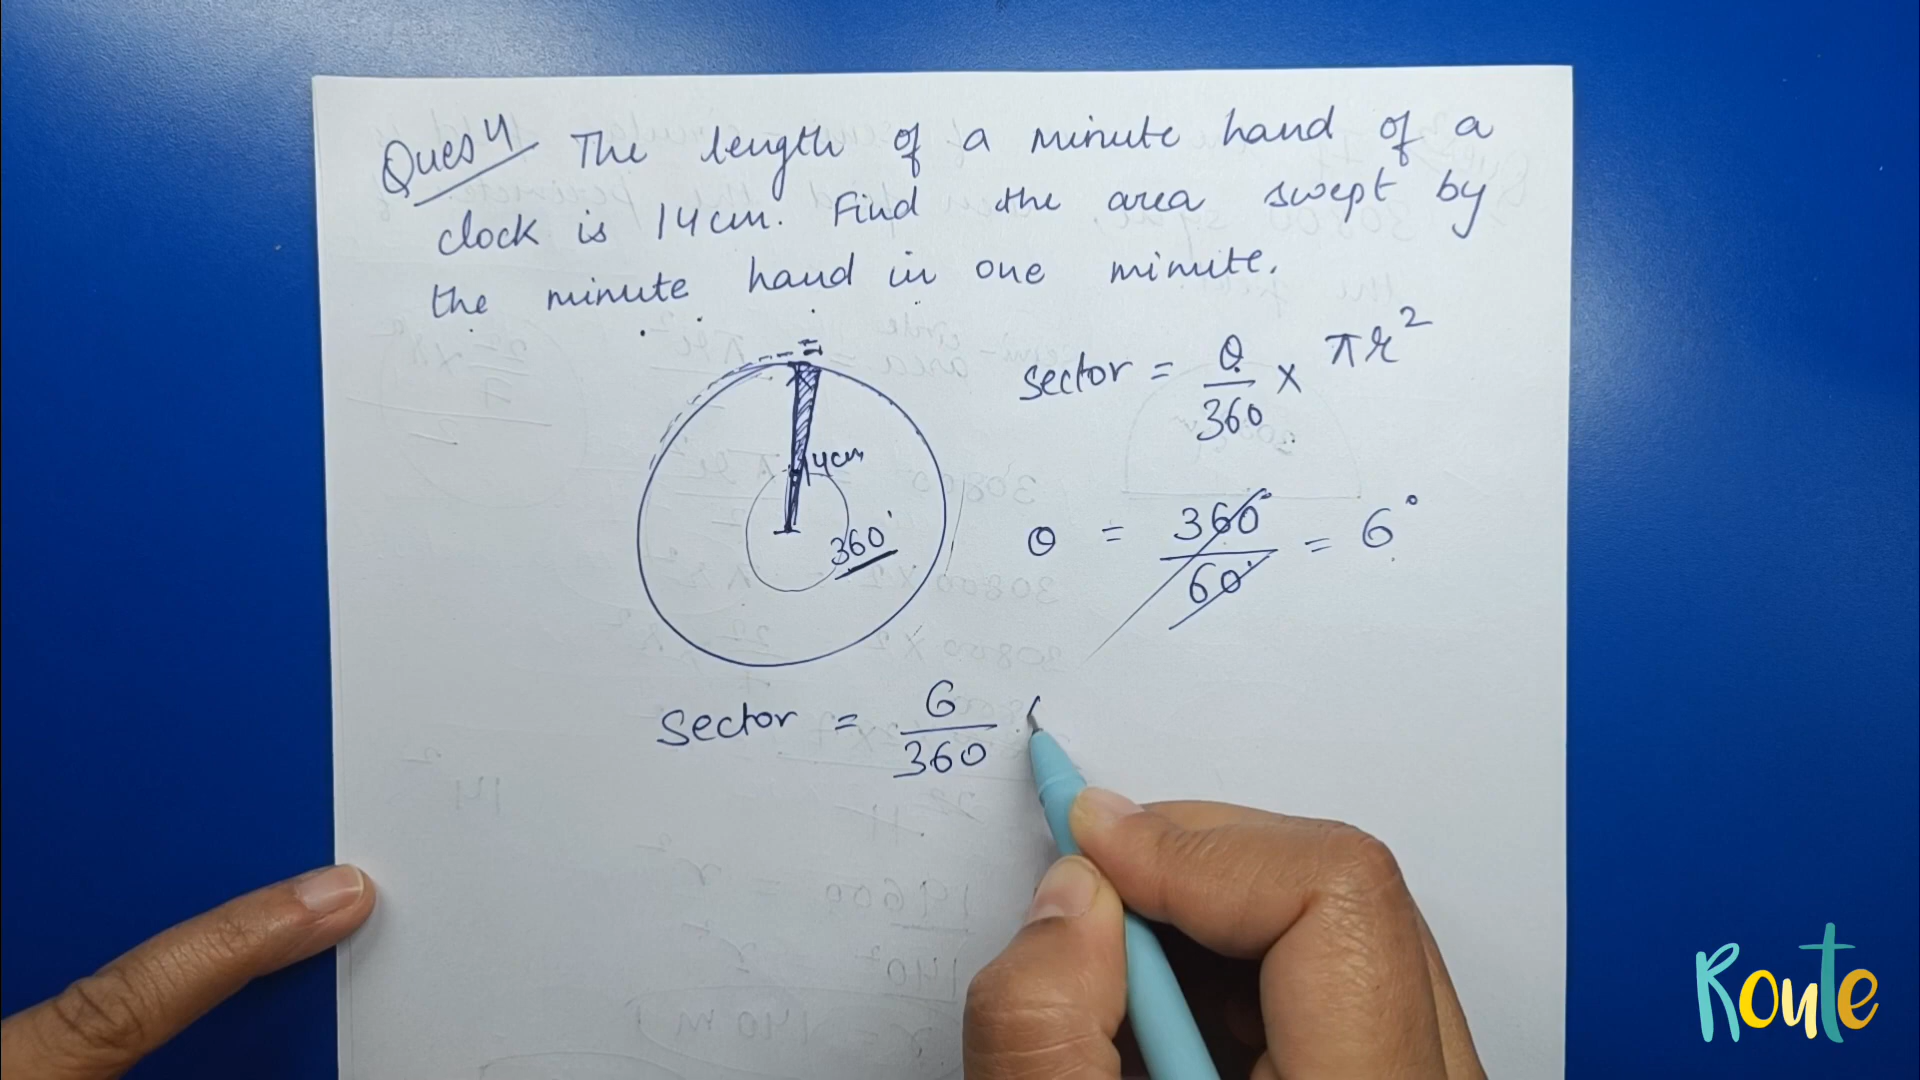 Ques 4 The length of a minute hand of a
clock is 14cm. Find the area swept by
the minute hand in one minute.
Sector = θ/360 × πr²
14cm
360°
θ = 360°/60 = 6°
Sector = 6/360
Route